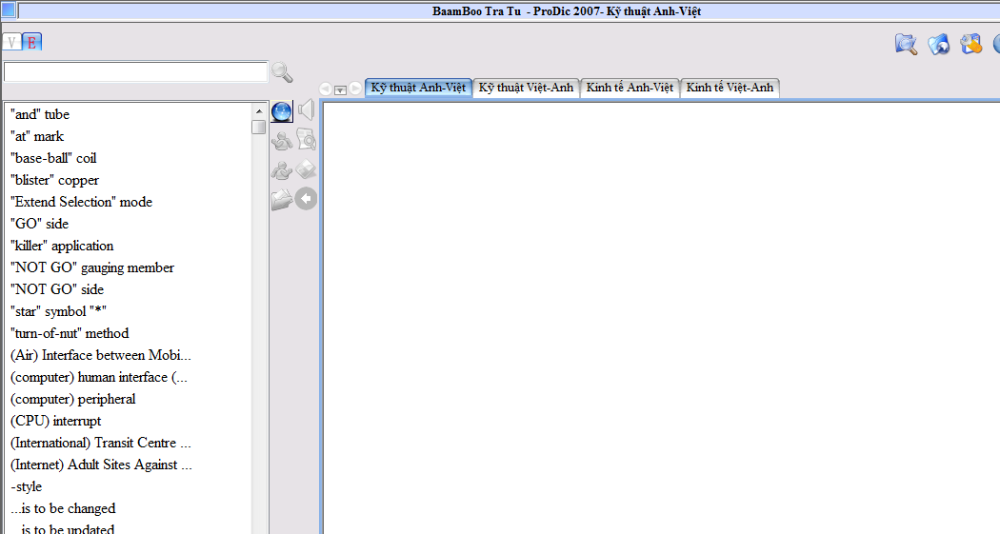 BaamBoo Tra Tu - ProDic 2007- Kỹ thuật Anh-Việt
V E
Kỹ thuật Anh-Việt Kỹ thuật Việt-Anh Kinh tế Anh-Việt Kinh tế Việt-Anh
"and" tube
"at" mark
"base-ball" coil
"blister" copper
"Extend Selection" mode
"GO" side
"killer" application
"NOT GO" gauging member
"NOT GO" side
"star" symbol "*"
"turn-of-nut" method
(Air) Interface between Mobi...
(computer) human interface (...
(computer) peripheral
(CPU) interrupt
(International) Transit Centre ...
(Internet) Adult Sites Against ...
-style
...is to be changed
...is to be updated